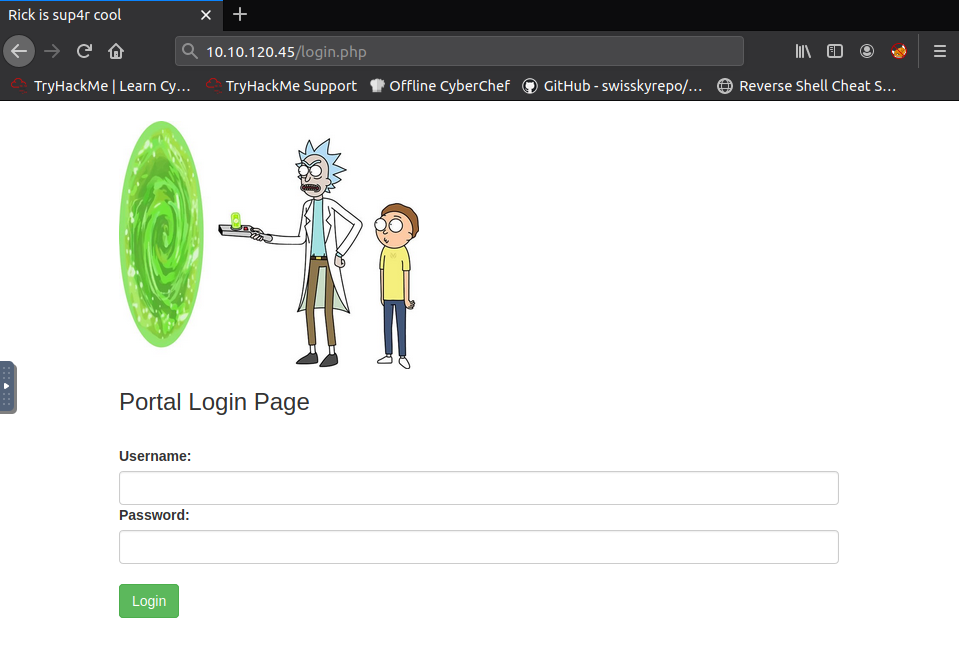 Rick is sup4r cool
10.10.120.45/login.php
TryHackMe | Learn Cy… TryHackMe Support Offline CyberChef GitHub - swisskyrepo/… Reverse Shell Cheat S…
Portal Login Page
Username:
Password:
Login